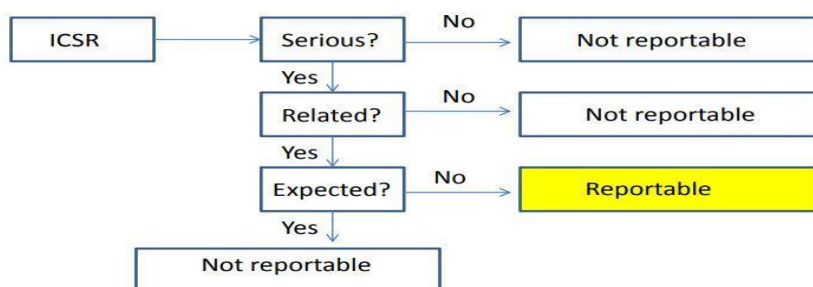 ICSR
Serious?
No
Not reportable
Yes
Related?
No
Not reportable
Yes
Expected?
No
Reportable
Yes
Not reportable